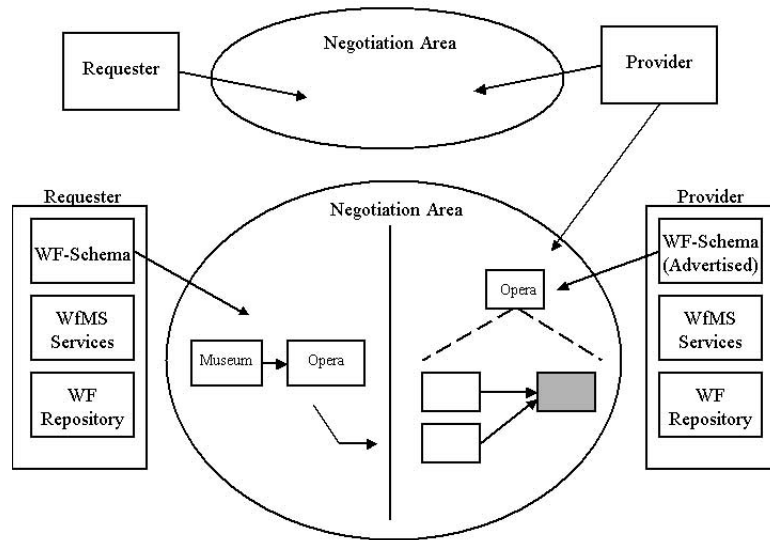 Negotiation Area
Requester
Provider
Requester
WF-Schema
WfMS
Services
WF
Repository
Negotiation Area
Museum
Opera
Opera
Provider
WF-Schema
(Advertised)
WfMS
Services
WF
Repository